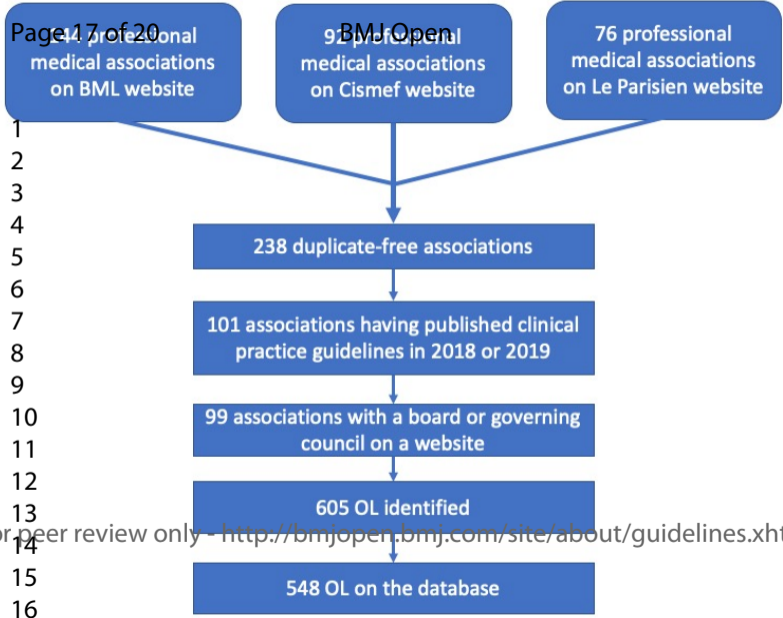 Page 17 of 20
BMJ Open
professional
medical associations
on BML website
92 professional
medical associations
on Cismef website
76 professional
medical associations
on Le Parisien website
1
2
3
4
5
6
7
8
9
10
11
12
13
14
15
16
238 duplicate-free associations
101 associations having published clinical
practice guidelines in 2018 or 2019
99 associations with a board or governing
council on a website
605 OL identified
r peer review only - http://bmjopen.bmj.com/site/about/guidelines.xht
548 OL on the database